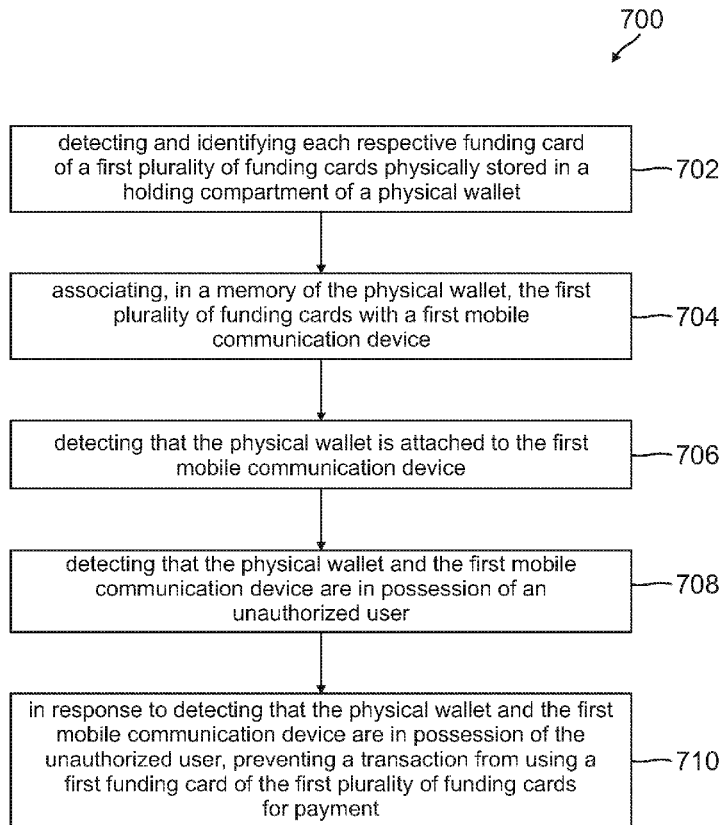 700
detecting and identifying each respective funding card
of a first plurality of funding cards physically stored in a
holding compartment of a physical wallet
702
associating, in a memory of the physical wallet, the first
plurality of funding cards with a first mobile
communication device
704
detecting that the physical wallet is attached to the first
mobile communication device
706
detecting that the physical wallet and the first mobile
communication device are in possession of an
unauthorized user
708
in response to detecting that the physical wallet and the first
mobile communication device are in possession of the
unauthorized user, preventing a transaction from using a
first funding card of the first plurality of funding cards
for payment
710